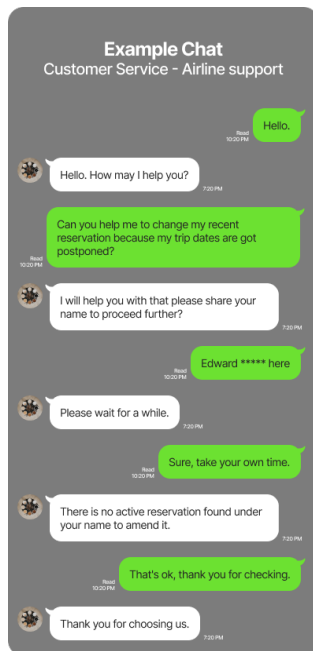 Example Chat
Customer Service - Airline support
Hello.
Read
10:20 PM
Hello. How may I help you?
7:20 PM
Can you help me to change my recent
reservation because my trip dates are got
postponed?
Read
10:20 PM
I will help you with that please share your
name to proceed further?
7:20 PM
Edward ***** here
Read
10:20 PM
Please wait for a while.
7:20 PM
Sure, take your own time.
Read
10:20 PM
There is no active reservation found under
your name to amend it.
7:20 PM
That's ok, thank you for checking.
Read
10:20 PM
Thank you for choosing us.
7:20 PM